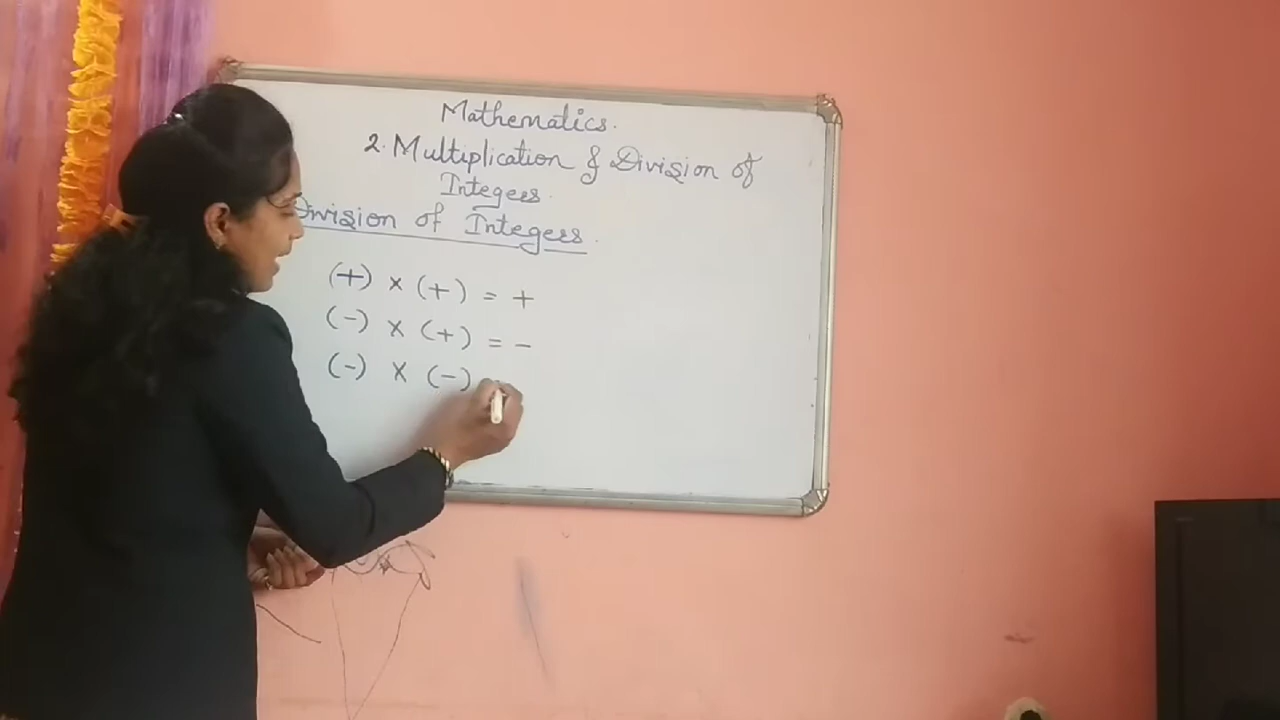 Mathematics.
2. Multiplication & Division of
Integers.
Division of Integers.
(+) × (+) = +
(-) × (+) = -
(-) × (-)